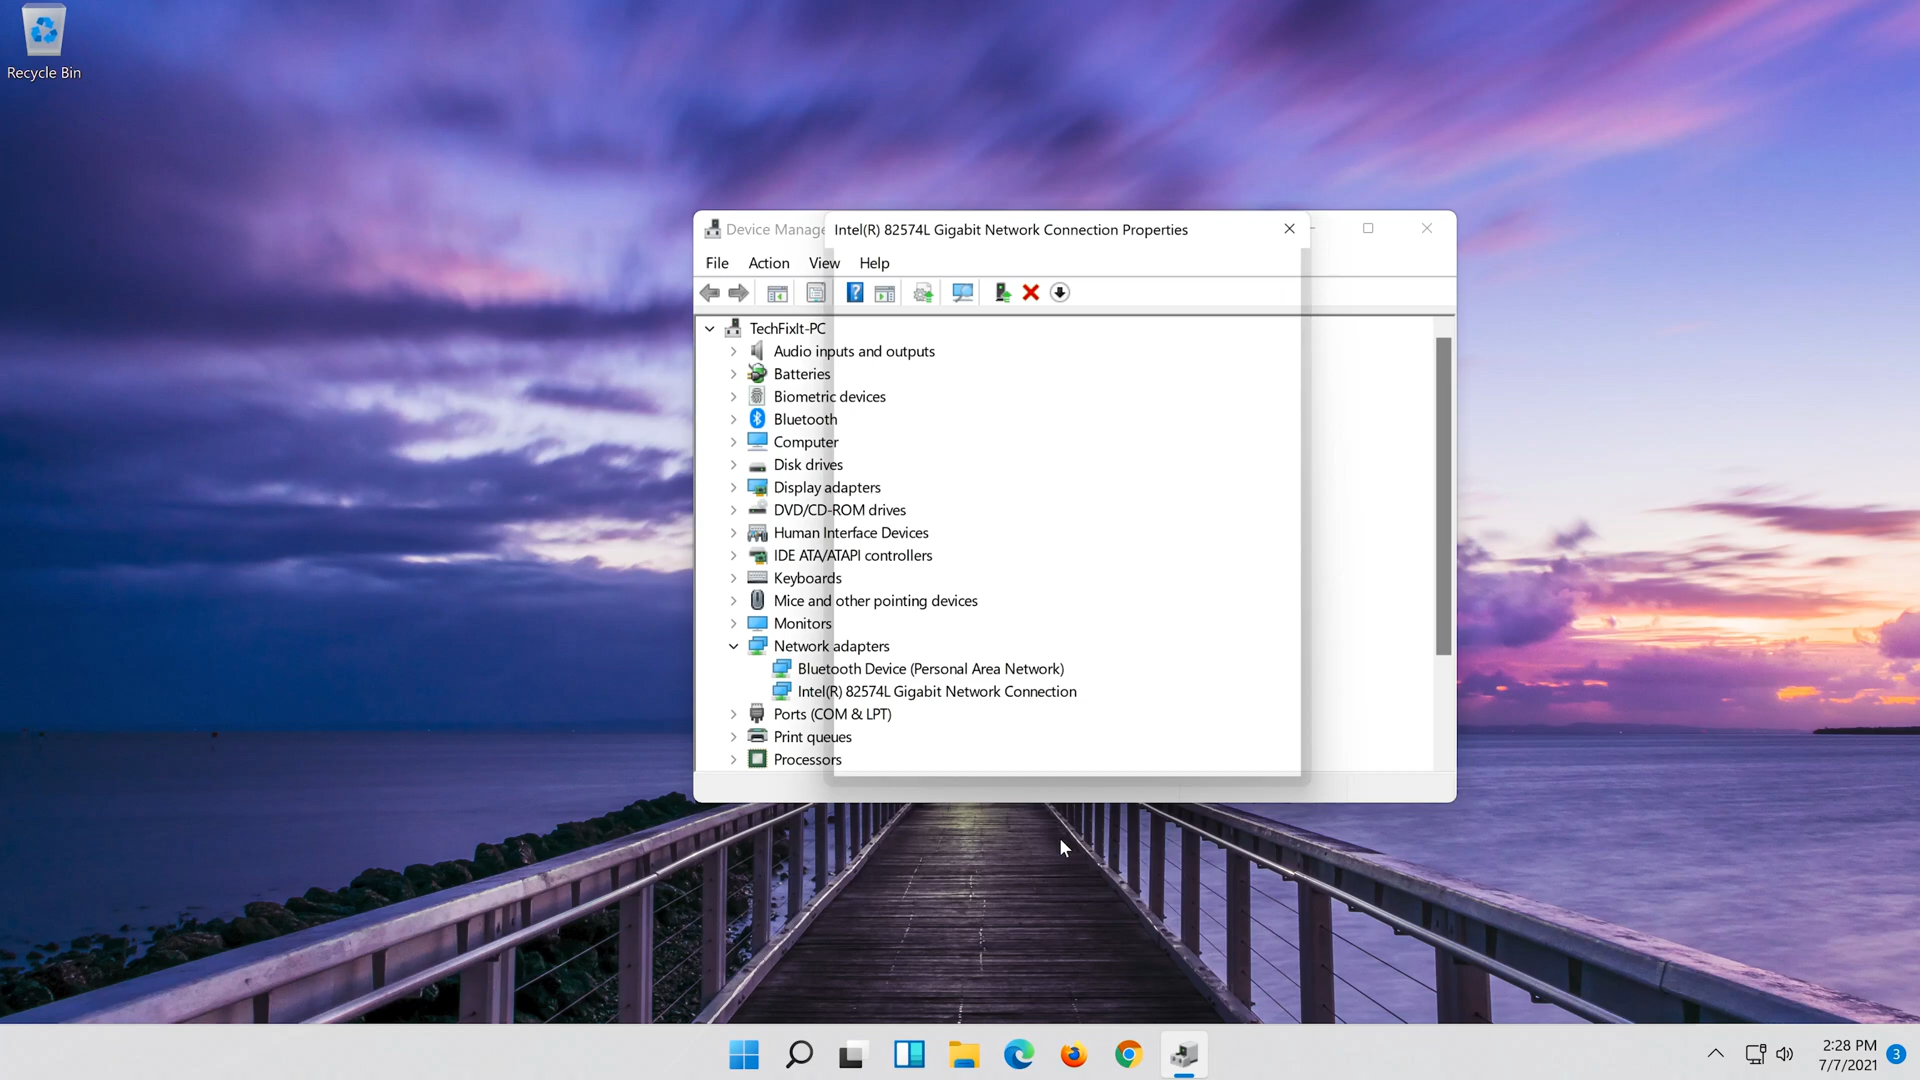 Recycle Bin
Device Manage
Intel(R) 82574L Gigabit Network Connection Properties
File Action View Help
TechFixIt-PC
Audio inputs and outputs
Batteries
Biometric devices
Bluetooth
Computer
Disk drives
Display adapters
DVD/CD-ROM drives
Human Interface Devices
IDE ATA/ATAPI controllers
Keyboards
Mice and other pointing devices
Monitors
Network adapters
Bluetooth Device (Personal Area Network)
Intel(R) 82574L Gigabit Network Connection
Ports (COM & LPT)
Print queues
Processors
2:28 PM
7/7/2021
3